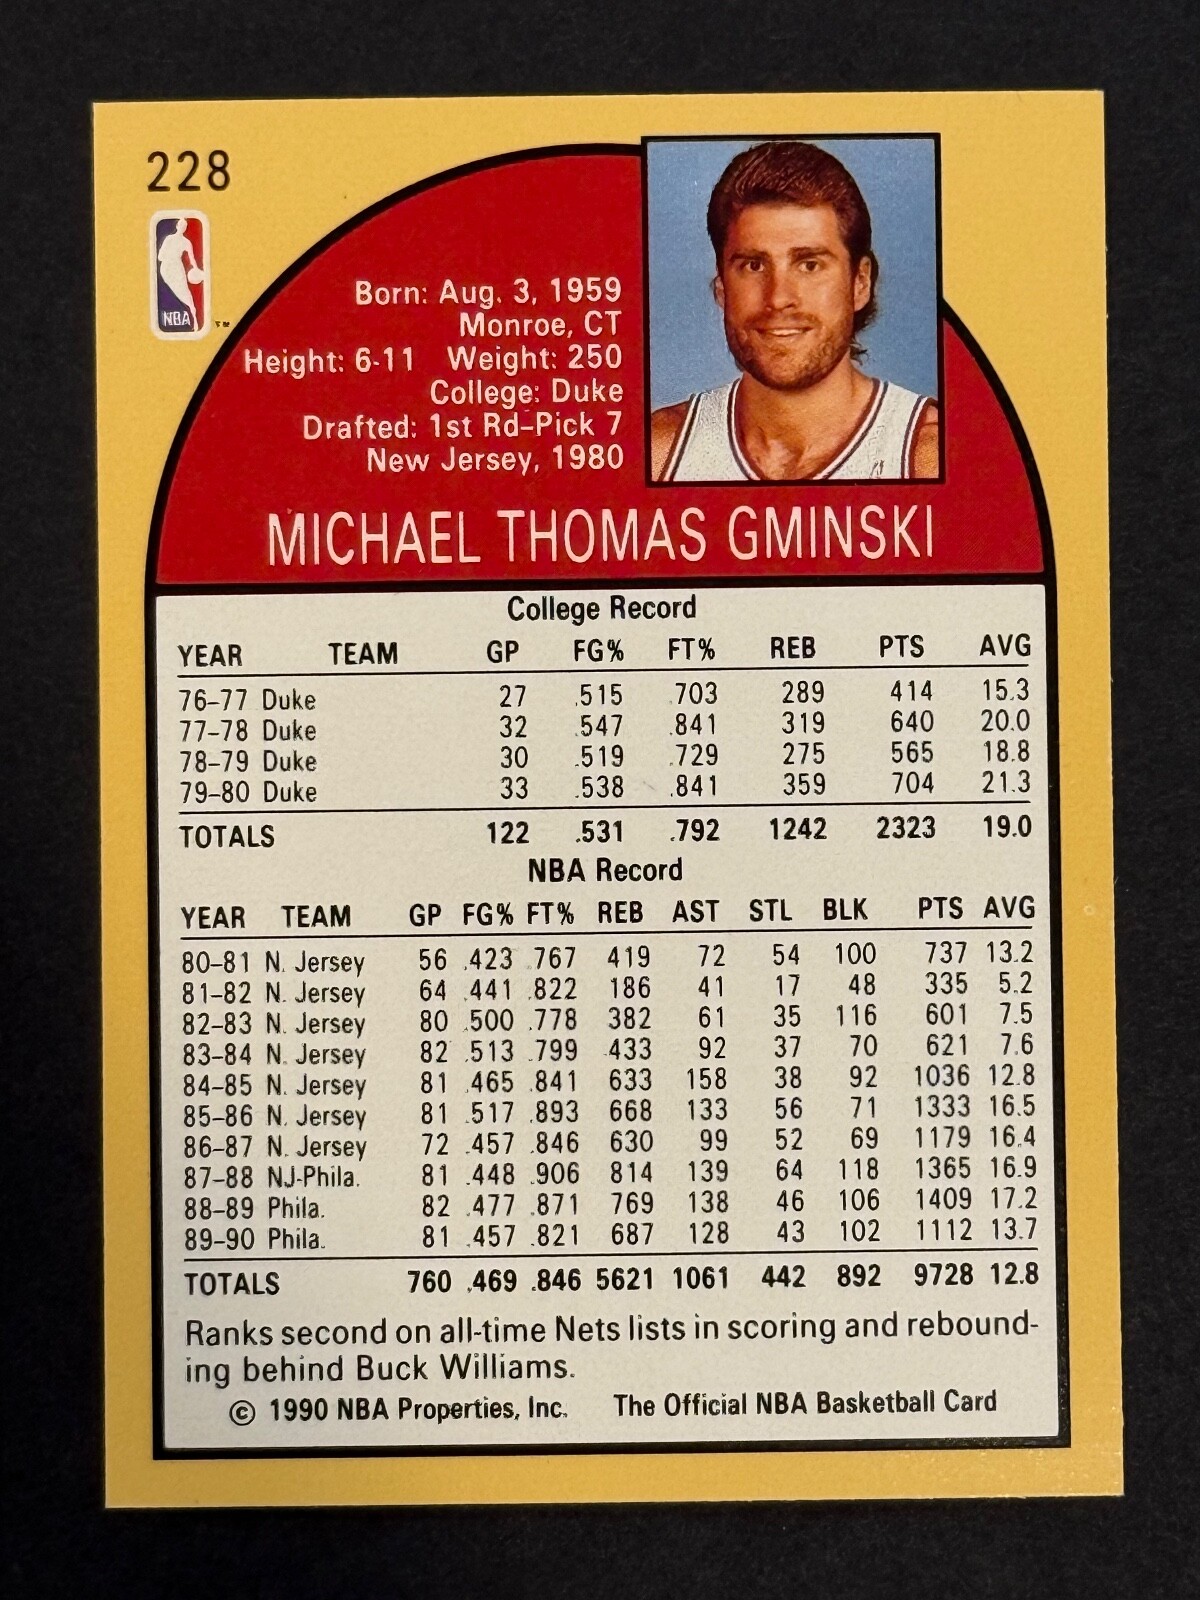 228
NBA
TM
Born: Aug. 3, 1959
Monroe, CT
Height: 6-11 Weight: 250
College: Duke
Drafted: 1st Rd–Pick 7
New Jersey, 1980
MICHAEL THOMAS GMINSKI
College Record
YEAR TEAM GP FG% FT% REB PTS AVG
76–77 Duke 27 .515 .703 289 414 15.3
77–78 Duke 32 .547 .841 319 640 20.0
78–79 Duke 30 .519 .729 275 565 18.8
79–80 Duke 33 .538 .841 359 704 21.3
TOTALS 122 .531 .792 1242 2323 19.0
NBA Record
YEAR TEAM GP FG% FT% REB AST STL BLK PTS AVG
80–81 N. Jersey 56 .423 .767 419 72 54 100 737 13.2
81–82 N. Jersey 64 .441 .822 186 41 17 48 335 5.2
82–83 N. Jersey 80 .500 .778 382 61 35 116 601 7.5
83–84 N. Jersey 82 .513 .799 433 92 37 70 621 7.6
84–85 N. Jersey 81 .465 .841 633 158 38 92 1036 12.8
85–86 N. Jersey 81 .517 .893 668 133 56 71 1333 16.5
86–87 N. Jersey 72 .457 .846 630 99 52 69 1179 16.4
87–88 NJ-Phila. 81 .448 .906 814 139 64 118 1365 16.9
88–89 Phila. 82 .477 .871 769 138 46 106 1409 17.2
89–90 Phila. 81 .457 .821 687 128 43 102 1112 13.7
TOTALS 760 .469 .846 5621 1061 442 892 9728 12.8
Ranks second on all-time Nets lists in scoring and rebound-
ing behind Buck Williams.
© 1990 NBA Properties, Inc. The Official NBA Basketball Card